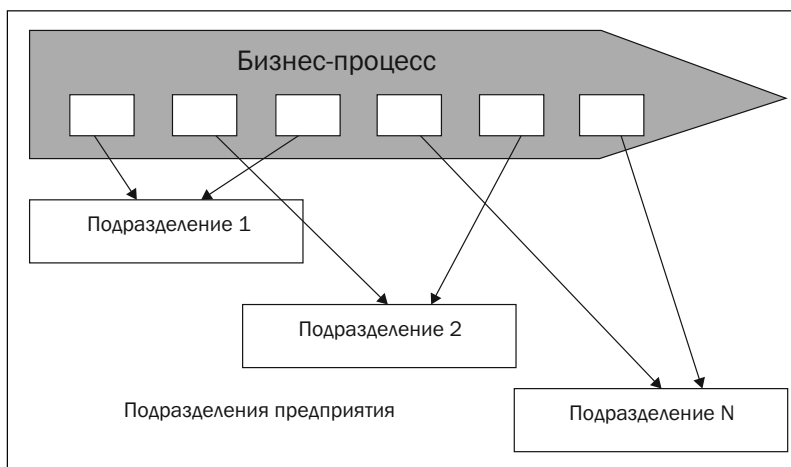 Бизнес-процесс
Подразделение 1
Подразделение 2
Подразделения предприятия
Подразделение N